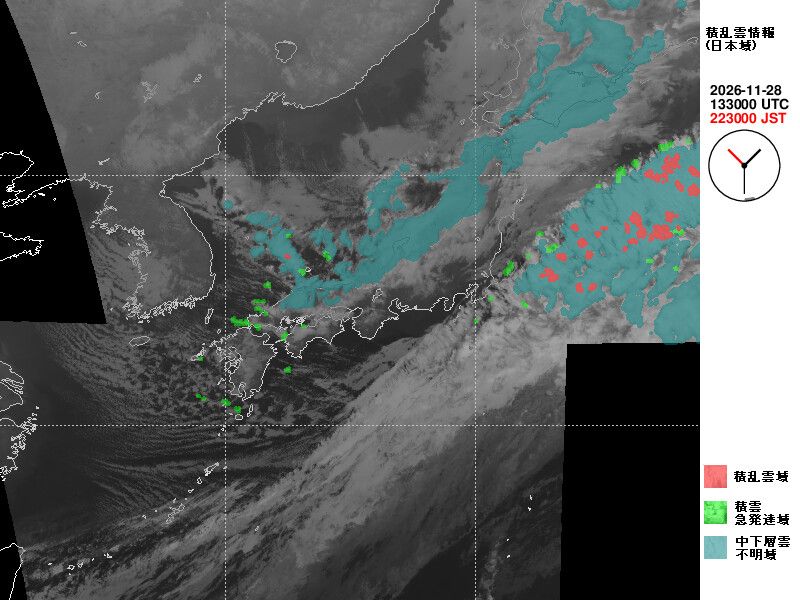 積乱雲情報
(日本域)
2026-11-28
133000 UTC
223000 JST
積乱雲域
積雲
急発達域
中下層雲
不明域